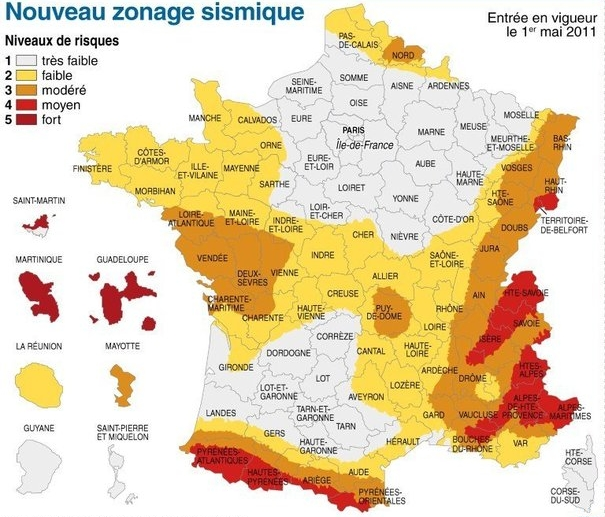 Nouveau zonage sismique
Entrée en vigueur
le 1er mai 2011
Niveaux de risques
1 très faible
2 faible
3 modéré
4 moyen
5 fort
PAS-
DE-CALAIS
NORD
SEINE-
MARITIME
SOMME
AISNE
ARDENNES
OISE
MANCHE
CALVADOS
EURE
PARIS
Île-de-France
MARNE
MEUSE
MOSELLE
MEURTHE-
ET-MOSELLE
BAS-
RHIN
CÔTES-
D'ARMOR
FINISTÈRE
ILLE-
ET-VILAINE
MAYENNE
ORNE
EURE-
ET-LOIR
AUBE
HAUTE-
MARNE
VOSGES
HAUT-
RHIN
MORBIHAN
SARTHE
LOIRET
YONNE
HTE-
SAÔNE
TERRITOIRE-
DE-BELFORT
SAINT-MARTIN
LOIRE-
ATLANTIQUE
MAINE-
ET-LOIRE
INDRE-
ET-LOIRE
LOIR-
ET-CHER
CHER
NIÈVRE
CÔTE-D'OR
DOUBS
JURA
MARTINIQUE
GUADELOUPE
VENDÉE
DEUX-
SÈVRES
VIENNE
INDRE
ALLIER
SAÔNE-
ET-LOIRE
AIN
HTE-SAVOIE
CHARENTE-
MARITIME
CHARENTE
HAUTE-
VIENNE
CREUSE
PUY-
DE-DOME
RHÔNE
LOIRE
SAVOIE
ISÈRE
LA RÉUNION
MAYOTTE
GIRONDE
DORDOGNE
CORRÈZE
CANTAL
HAUTE-
LOIRE
ARDÈCHE
DRÔME
HTES-
ALPES
LOT
LOT-ET-
GARONNE
AVEYRON
LOZÈRE
GARD
VAUCLUSE
ALPES-
DE-HTE-
PROVENCE
ALPES-
MARITIMES
GUYANE
SAINT-PIERRE
ET MIQUELON
LANDES
GERS
TARN-ET-
GARONNE
TARN
HÉRAULT
BOUCHES-
DU-RHÔNE
VAR
PYRÉNÉES-
ATLANTIQUES
HAUTES-
PYRÉNÉES
HAUTE-
GARONNE
ARIÈGE
AUDE
PYRÉNÉES-
ORIENTALES
HTE-
CORSE
CORSE-
DU-SUD